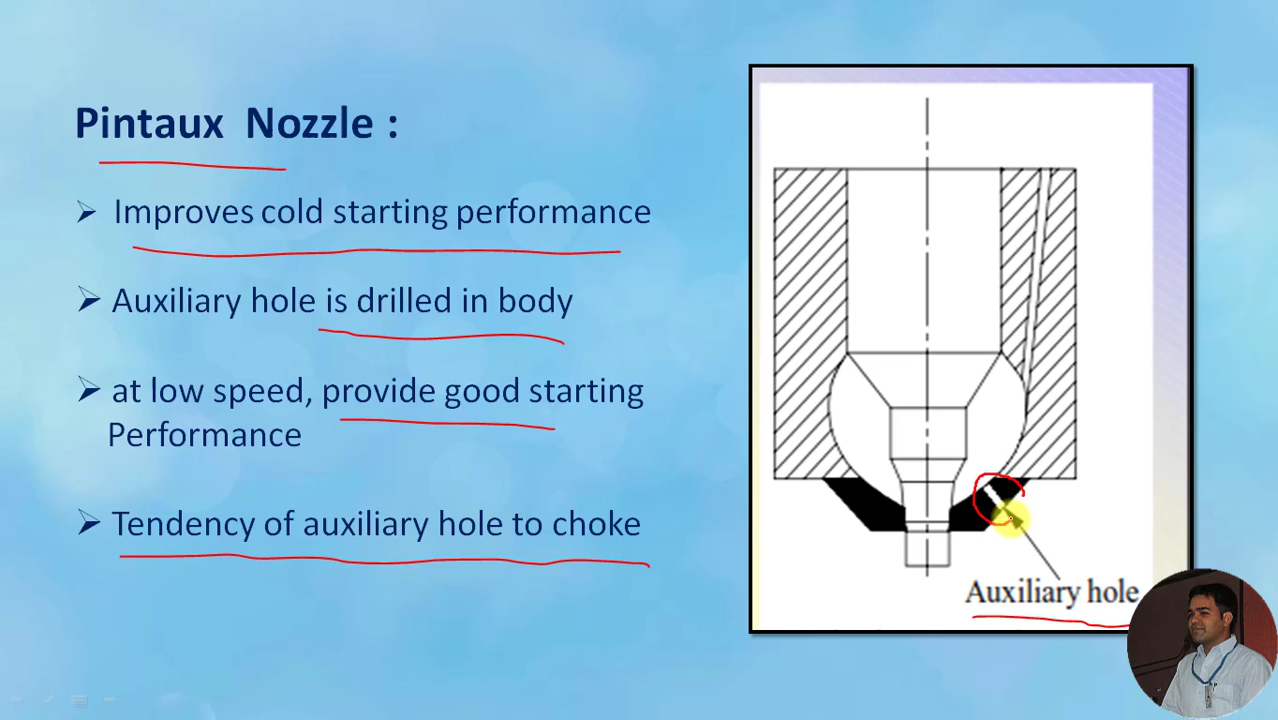 Pintaux Nozzle :
Improves cold starting performance
Auxiliary hole is drilled in body
at low speed, provide good starting
Performance
Tendency of auxiliary hole to choke
Auxiliary hole